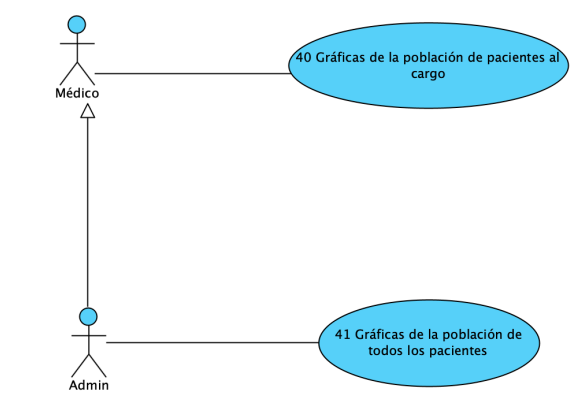 40 Gráficas de la población de pacientes al
cargo
Médico
41 Gráficas de la población de
todos los pacientes
Admin